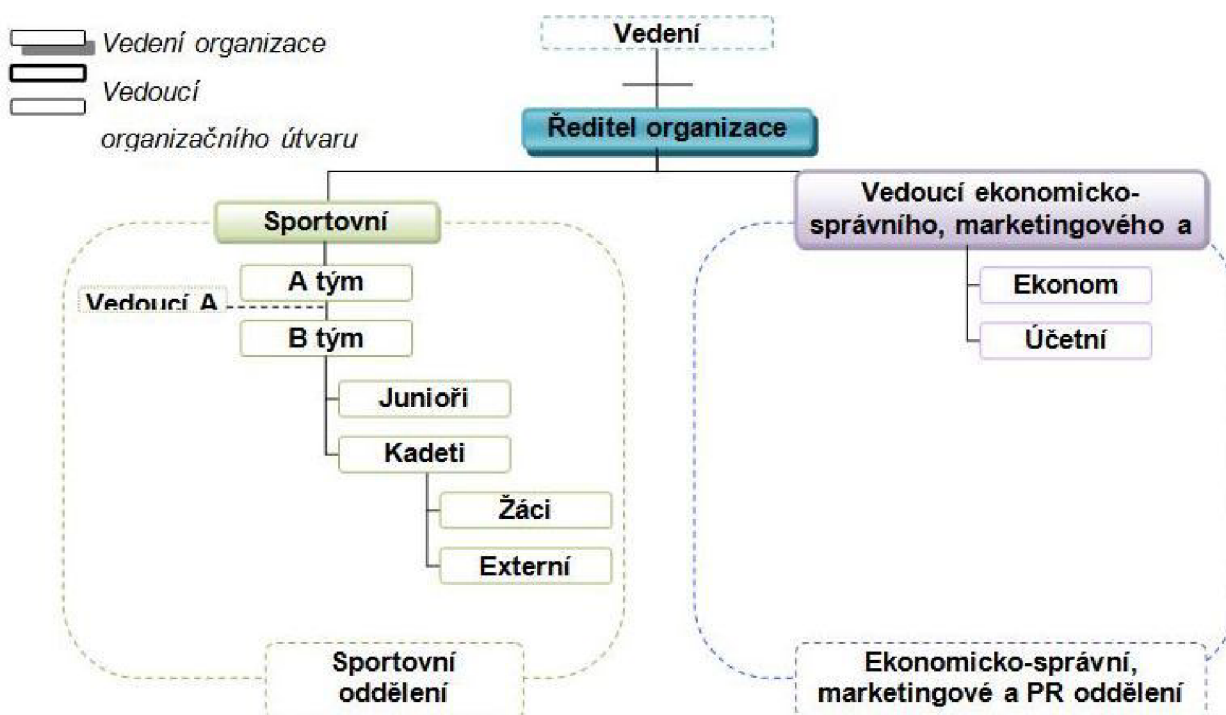 Vedení organizace
Vedoucí
organizačního útvaru
Vedení
Ředitel organizace
Sportovní
Vedoucí ekonomicko-
správního, marketingového a
A tým
Vedoucí A
B tým
Junioři
Kadeti
Žáci
Externí
Ekonom
Účetní
Sportovní
oddělení
Ekonomicko-správní,
marketingové a PR oddělení